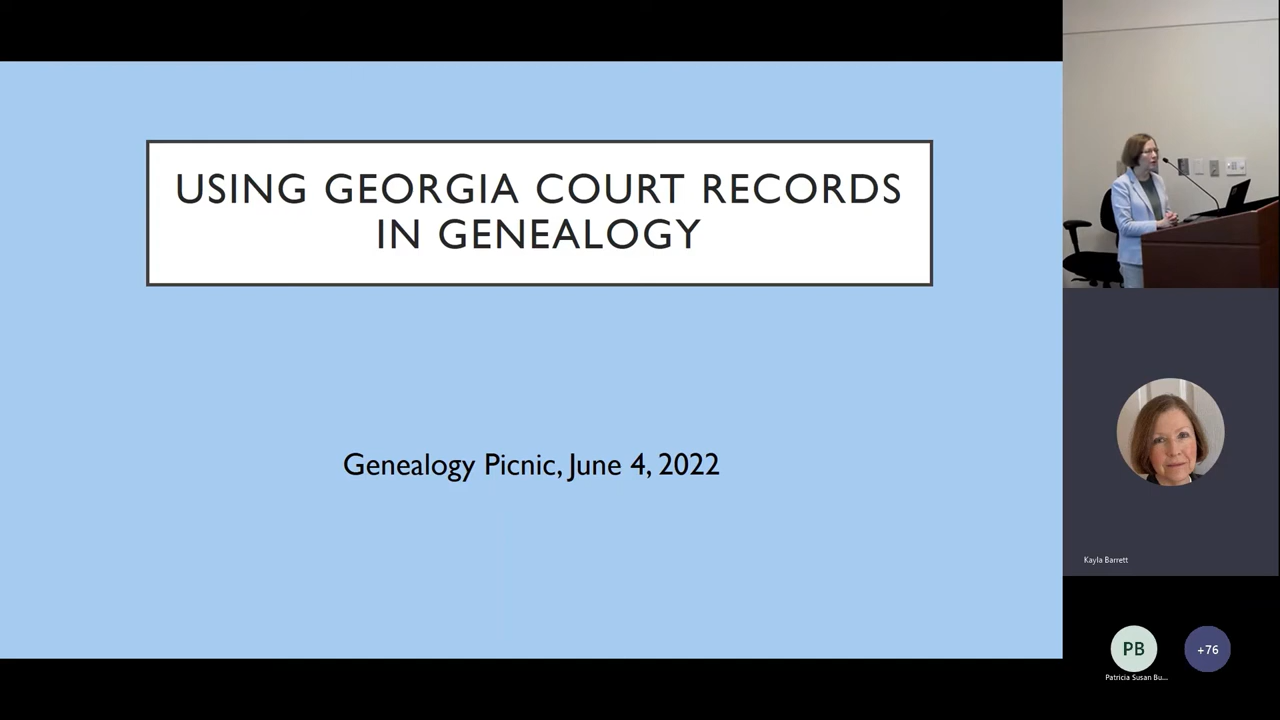 USING GEORGIA COURT RECORDS
IN GENEALOGY
Genealogy Picnic, June 4, 2022
Kayla Barrett
PB
+76
Patricia Susan Bu...